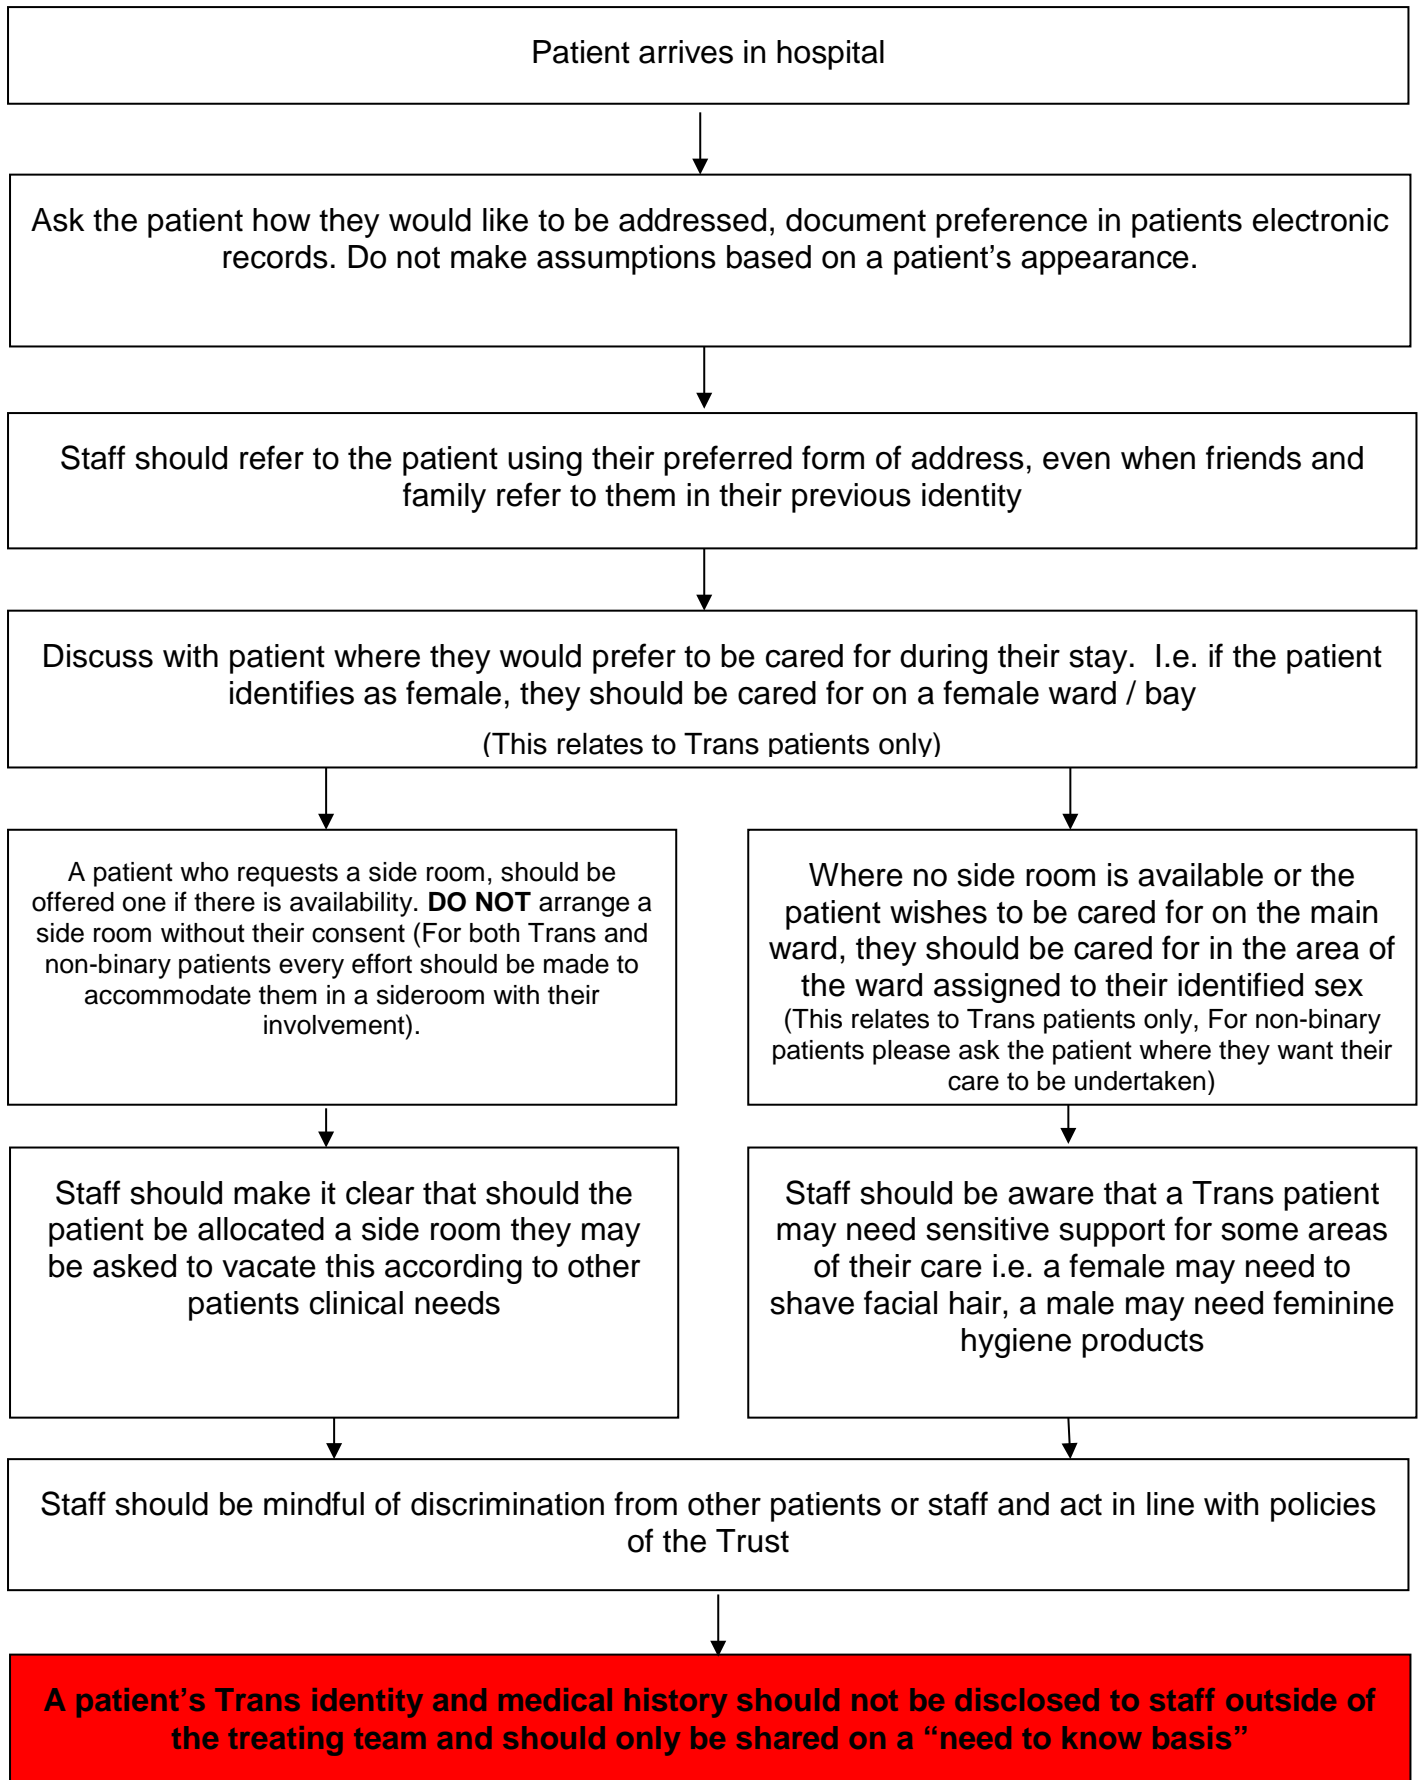 Patient arrives in hospital
Ask the patient how they would like to be addressed, document preference in patients electronic
records. Do not make assumptions based on a patient’s appearance.
Staff should refer to the patient using their preferred form of address, even when friends and
family refer to them in their previous identity
Discuss with patient where they would prefer to be cared for during their stay.  I.e. if the patient
identifies as female, they should be cared for on a female ward / bay
(This relates to Trans patients only)
A patient who requests a side room, should be
offered one if there is availability. DO NOT arrange a
side room without their consent (For both Trans and
non-binary patients every effort should be made to
accommodate them in a sideroom with their
involvement).
Where no side room is available or the
patient wishes to be cared for on the main
ward, they should be cared for in the area of
the ward assigned to their identified sex
(This relates to Trans patients only, For non-binary
patients please ask the patient where they want their
care to be undertaken)
Staff should make it clear that should the
patient be allocated a side room they may
be asked to vacate this according to other
patients clinical needs
Staff should be aware that a Trans patient
may need sensitive support for some areas
of their care i.e. a female may need to
shave facial hair, a male may need feminine
hygiene products
Staff should be mindful of discrimination from other patients or staff and act in line with policies
of the Trust
A patient’s Trans identity and medical history should not be disclosed to staff outside of
the treating team and should only be shared on a “need to know basis”